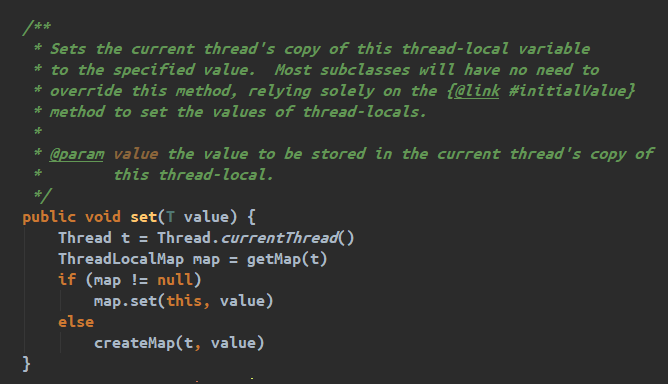 /**
 * Sets the current thread's copy of this thread-local variable
 * to the specified value.  Most subclasses will have no need to
 * override this method, relying solely on the {@link #initialValue}
 * method to set the values of thread-locals.
 *
 * @param value the value to be stored in the current thread's copy of
 *        this thread-local.
 */
public void set(T value) {
    Thread t = Thread.currentThread()
    ThreadLocalMap map = getMap(t)
    if (map != null)
        map.set(this, value)
    else
        createMap(t, value)
}